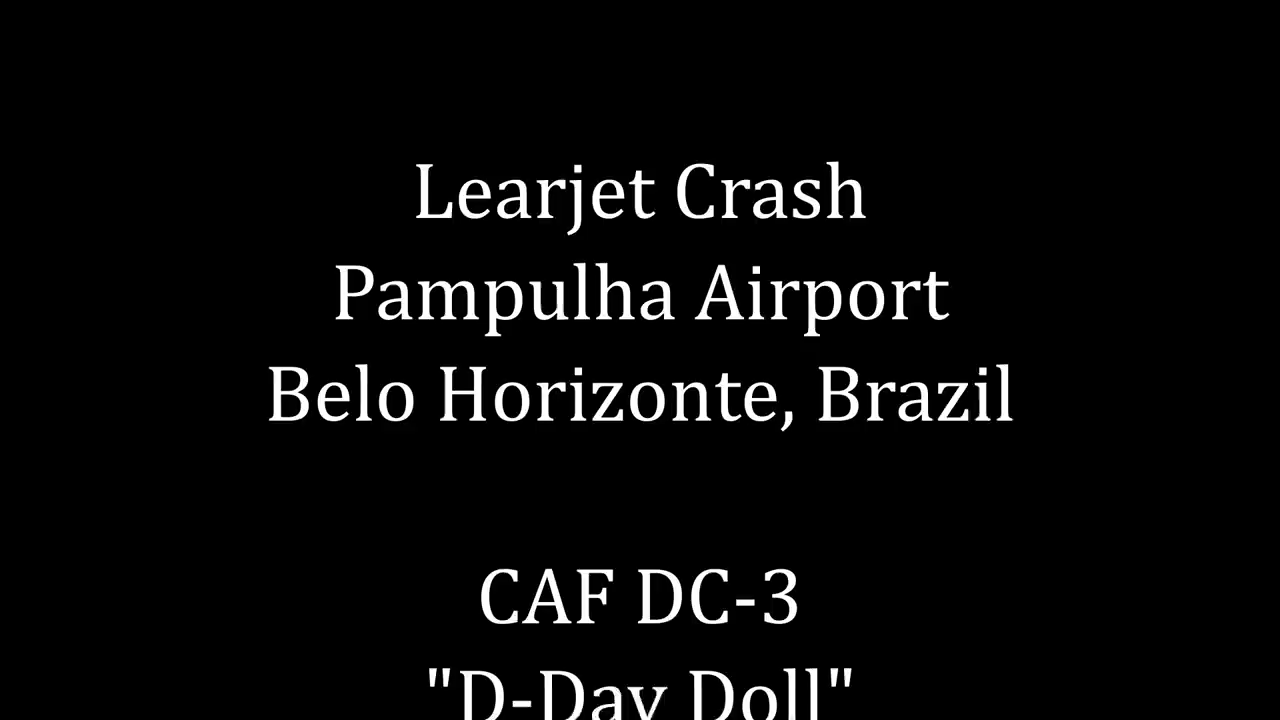 Learjet Crash
Pampulha Airport
Belo Horizonte, Brazil
CAF DC-3
"D-Day Doll"